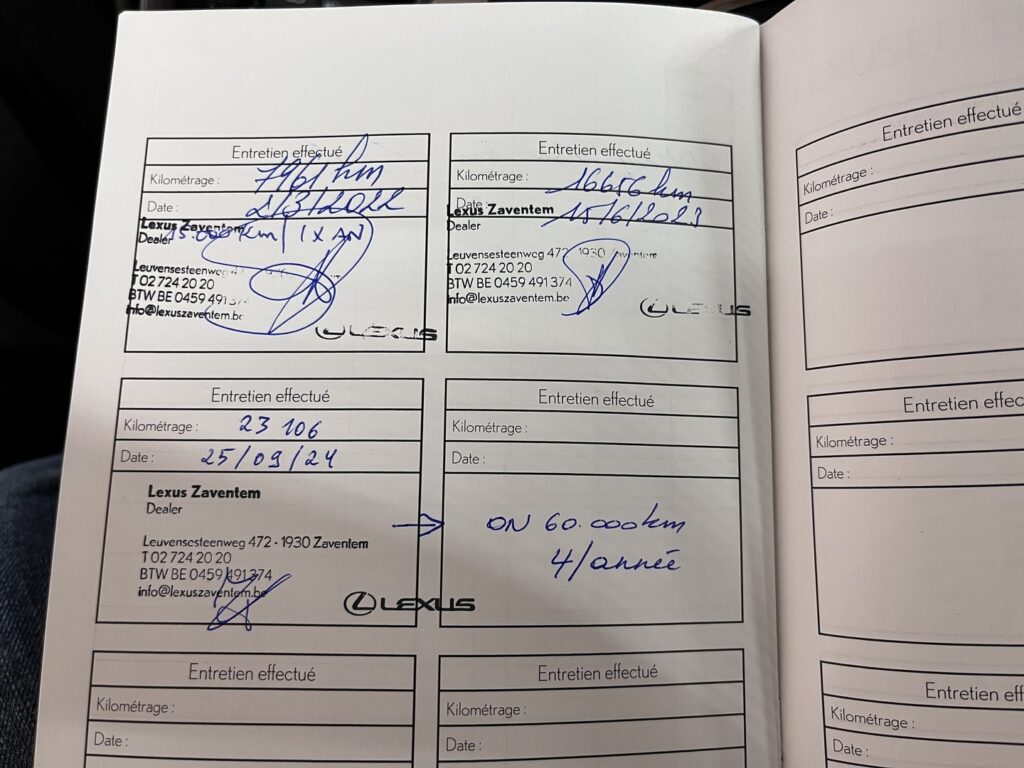 Entretien effectué
Kilométrage : 7961 km
Date : 2/3/2022
Lexus Zaventem
15.000 km / 1 X AN
Dealer
Leuvensesteenweg
T 02 724 20 20
BTW BE 0459 491374
info@lexuszaventem.be
LEXUS
Entretien effectué
Kilométrage : 16656 km
Date : 15/6/2023
Lexus Zaventem
Dealer
Leuvensesteenweg 472 1930 Zaventem
T 02 724 20 20
BTW BE 0459 491 374
info@lexuszaventem.be
LEXUS
Entretien effectué
Kilométrage : 23 106
Date : 25/09/24
Lexus Zaventem
Dealer
Leuvensesteenweg 472 - 1930 Zaventem
T 02 724 20 20
BTW BE 0459 491374
info@lexuszaventem.be
LEXUS
Entretien effectué
Kilométrage :
Date :
→ ON 60.000km
4/année
Entretien effectué
Kilométrage :
Date :
Entretien effectué
Kilométrage :
Date :
Entretien effectué
Kilométrage :
Date :
Entretien effec
Kilométrage :
Date :
Entretien eff
Kilométrage :
Date :